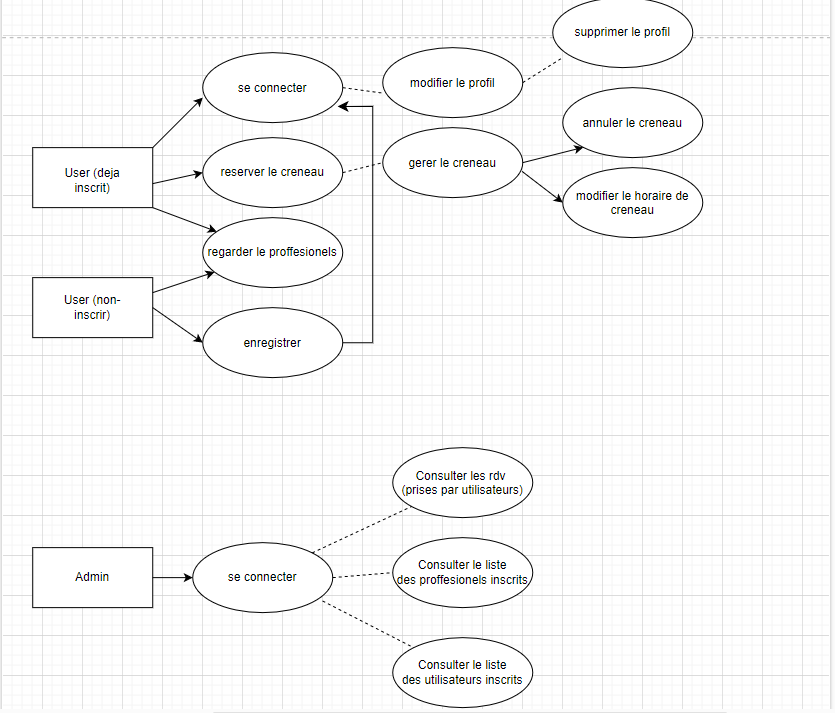 supprimer le profil
se connecter
modifier le profil
annuler le creneau
User (deja
inscrit)
reserver le creneau
gerer le creneau
modifier le horaire de
creneau
regarder le proffesionels
User (non-
inscrir)
enregistrer
Consulter les rdv
(prises par utilisateurs)
Admin
se connecter
Consulter le liste
des proffesionels inscrits
Consulter le liste
des utilisateurs inscrits